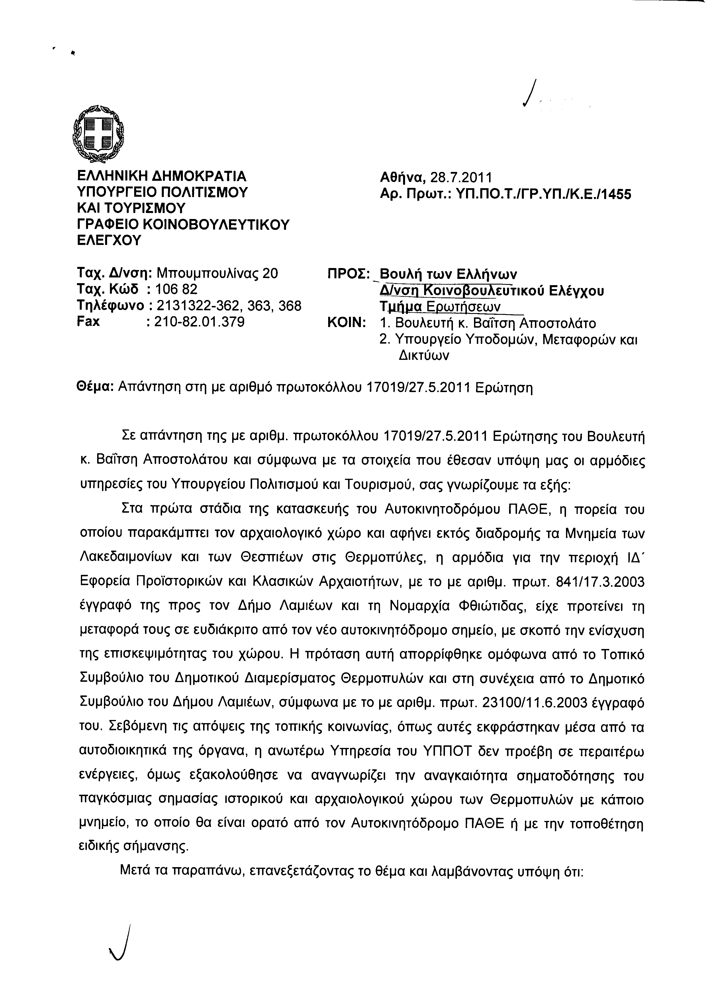 ΕΛΛΗΝΙΚΗ ΔΗΜΟΚΡΑΤΙΑ
ΥΠΟΥΡΓΕΙΟ ΠΟΛΙΤΙΣΜΟΥ
ΚΑΙ ΤΟΥΡΙΣΜΟΥ
ΓΡΑΦΕΙΟ ΚΟΙΝΟΒΟΥΛΕΥΤΙΚΟΥ
ΕΛΕΓΧΟΥ
Αθήνα, 28.7.2011
Αρ. Πρωτ.: ΥΠ.ΠΟ.Τ./ΓΡ.ΥΠ./Κ.Ε./1455
Ταχ. Δ/νση: Μπουμπουλίνας 20
Ταχ. Κώδ : 106 82
Τηλέφωνο : 2131322-362, 363, 368
Fax : 210-82.01.379
ΠΡΟΣ: Βουλή των Ελλήνων
Δ/νση Κοινοβουλευτικού Ελέγχου
Τμήμα Ερωτήσεων
ΚΟΙΝ: 1. Βουλευτή κ. Βαΐτση Αποστολάτο
2. Υπουργείο Υποδομών, Μεταφορών και
Δικτύων
Θέμα: Απάντηση στη με αριθμό πρωτοκόλλου 17019/27.5.2011 Ερώτηση
Σε απάντηση της με αριθμ. πρωτοκόλλου 17019/27.5.2011 Ερώτησης του Βουλευτή
κ. Βαΐτση Αποστολάτου και σύμφωνα με τα στοιχεία που έθεσαν υπόψη μας οι αρμόδιες
υπηρεσίες του Υπουργείου Πολιτισμού και Τουρισμού, σας γνωρίζουμε τα εξής:
Στα πρώτα στάδια της κατασκευής του Αυτοκινητοδρόμου ΠΑΘΕ, η πορεία του
οποίου παρακάμπτει τον αρχαιολογικό χώρο και αφήνει εκτός διαδρομής τα Μνημεία των
Λακεδαιμονίων και των Θεσπιέων στις Θερμοπύλες, η αρμόδια για την περιοχή ΙΔ΄
Εφορεία Προϊστορικών και Κλασικών Αρχαιοτήτων, με το με αριθμ. πρωτ. 841/17.3.2003
έγγραφό της προς τον Δήμο Λαμιέων και τη Νομαρχία Φθιώτιδας, είχε προτείνει τη
μεταφορά τους σε ευδιάκριτο από τον νέο αυτοκινητόδρομο σημείο, με σκοπό την ενίσχυση
της επισκεψιμότητας του χώρου. Η πρόταση αυτή απορρίφθηκε ομόφωνα από το Τοπικό
Συμβούλιο του Δημοτικού Διαμερίσματος Θερμοπυλών και στη συνέχεια από το Δημοτικό
Συμβούλιο του Δήμου Λαμιέων, σύμφωνα με το με αριθμ. πρωτ. 23100/11.6.2003 έγγραφό
του. Σεβόμενη τις απόψεις της τοπικής κοινωνίας, όπως αυτές εκφράστηκαν μέσα από τα
αυτοδιοικητικά της όργανα, η ανωτέρω Υπηρεσία του ΥΠΠΟΤ δεν προέβη σε περαιτέρω
ενέργειες, όμως εξακολούθησε να αναγνωρίζει την αναγκαιότητα σηματοδότησης του
παγκόσμιας σημασίας ιστορικού και αρχαιολογικού χώρου των Θερμοπυλών με κάποιο
μνημείο, το οποίο θα είναι ορατό από τον Αυτοκινητόδρομο ΠΑΘΕ ή με την τοποθέτηση
ειδικής σήμανσης.
Μετά τα παραπάνω, επανεξετάζοντας το θέμα και λαμβάνοντας υπόψη ότι: